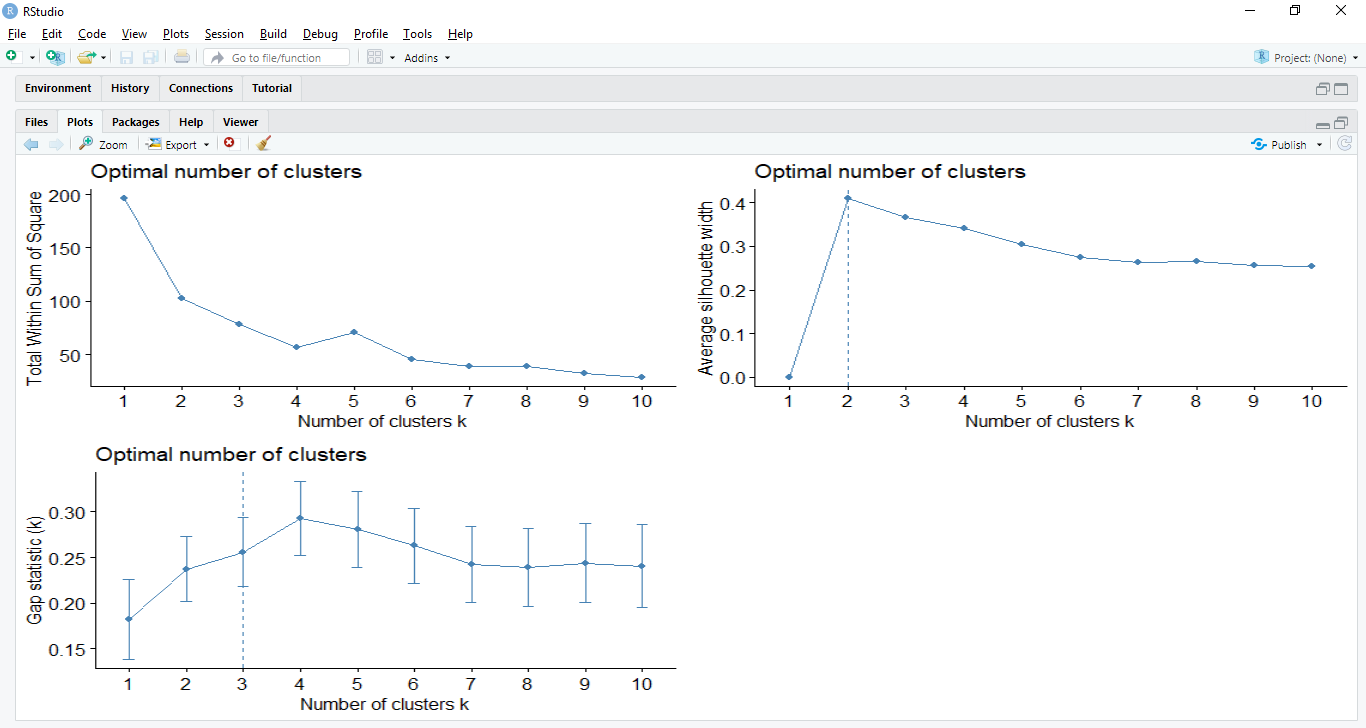 R RStudio
File Edit Code View Plots Session Build Debug Profile Tools Help
Go to file/function Addins Project: (None)
Environment History Connections Tutorial
Files Plots Packages Help Viewer
Zoom Export Publish
Optimal number of clusters
Total Within Sum of Square
200
150
100
50
1 2 3 4 5 6 7 8 9 10
Number of clusters k
Optimal number of clusters
Average silhouette width
0.4
0.3
0.2
0.1
0.0
1 2 3 4 5 6 7 8 9 10
Number of clusters k
Optimal number of clusters
Gap statistic (k)
0.30
0.25
0.20
0.15
1 2 3 4 5 6 7 8 9 10
Number of clusters k